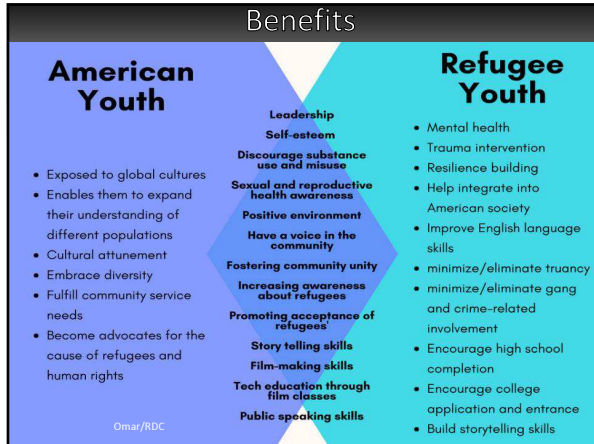 Benefits
American
Youth
• Exposed to global cultures
• Enables them to expand
their understanding of
different populations
• Cultural attunement
• Embrace diversity
• Fulfill community service
needs
• Become advocates for the
cause of refugees and
human rights
Omar/RDC
Leadership
Self-esteem
Discourage substance
use and misuse
Sexual and reproductive
health awareness
Positive environment
Have a voice in the
community
Fostering community unity
Increasing awareness
about refugees
Promoting acceptance of
refugees'
Story telling skills
Film-making skills
Tech education through
film classes
Public speaking skills
Refugee
Youth
• Mental health
• Trauma intervention
• Resilience building
• Help integrate into
American society
• Improve English language
skills
• minimize/eliminate truancy
• minimize/eliminate gang
and crime-related
involvement
• Encourage high school
completion
• Encourage college
application and entrance
• Build storytelling skills